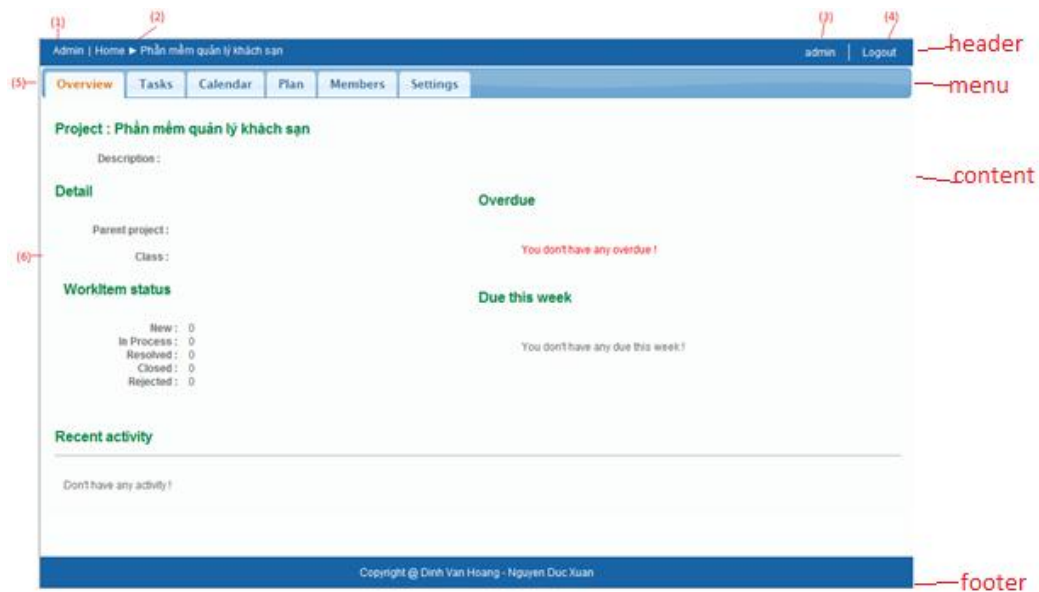 (1) (2) (3) (4)
Admin | Home ► Phần mềm quản lý khách sạn admin | Logout header
(5) Overview Tasks Calendar Plan Members Settings menu
Project : Phần mềm quản lý khách sạn
Description :
content
Detail
Overdue
Parent project :
You don't have any overdue !
(6) Class :
WorkItem status
Due this week
New : 0
In Process : 0
You don't have any due this week !
Resolved : 0
Closed : 0
Rejected : 0
Recent activity
Don't have any activity !
Copyright @ Dinh Van Hoang - Nguyen Duc Xuan
footer